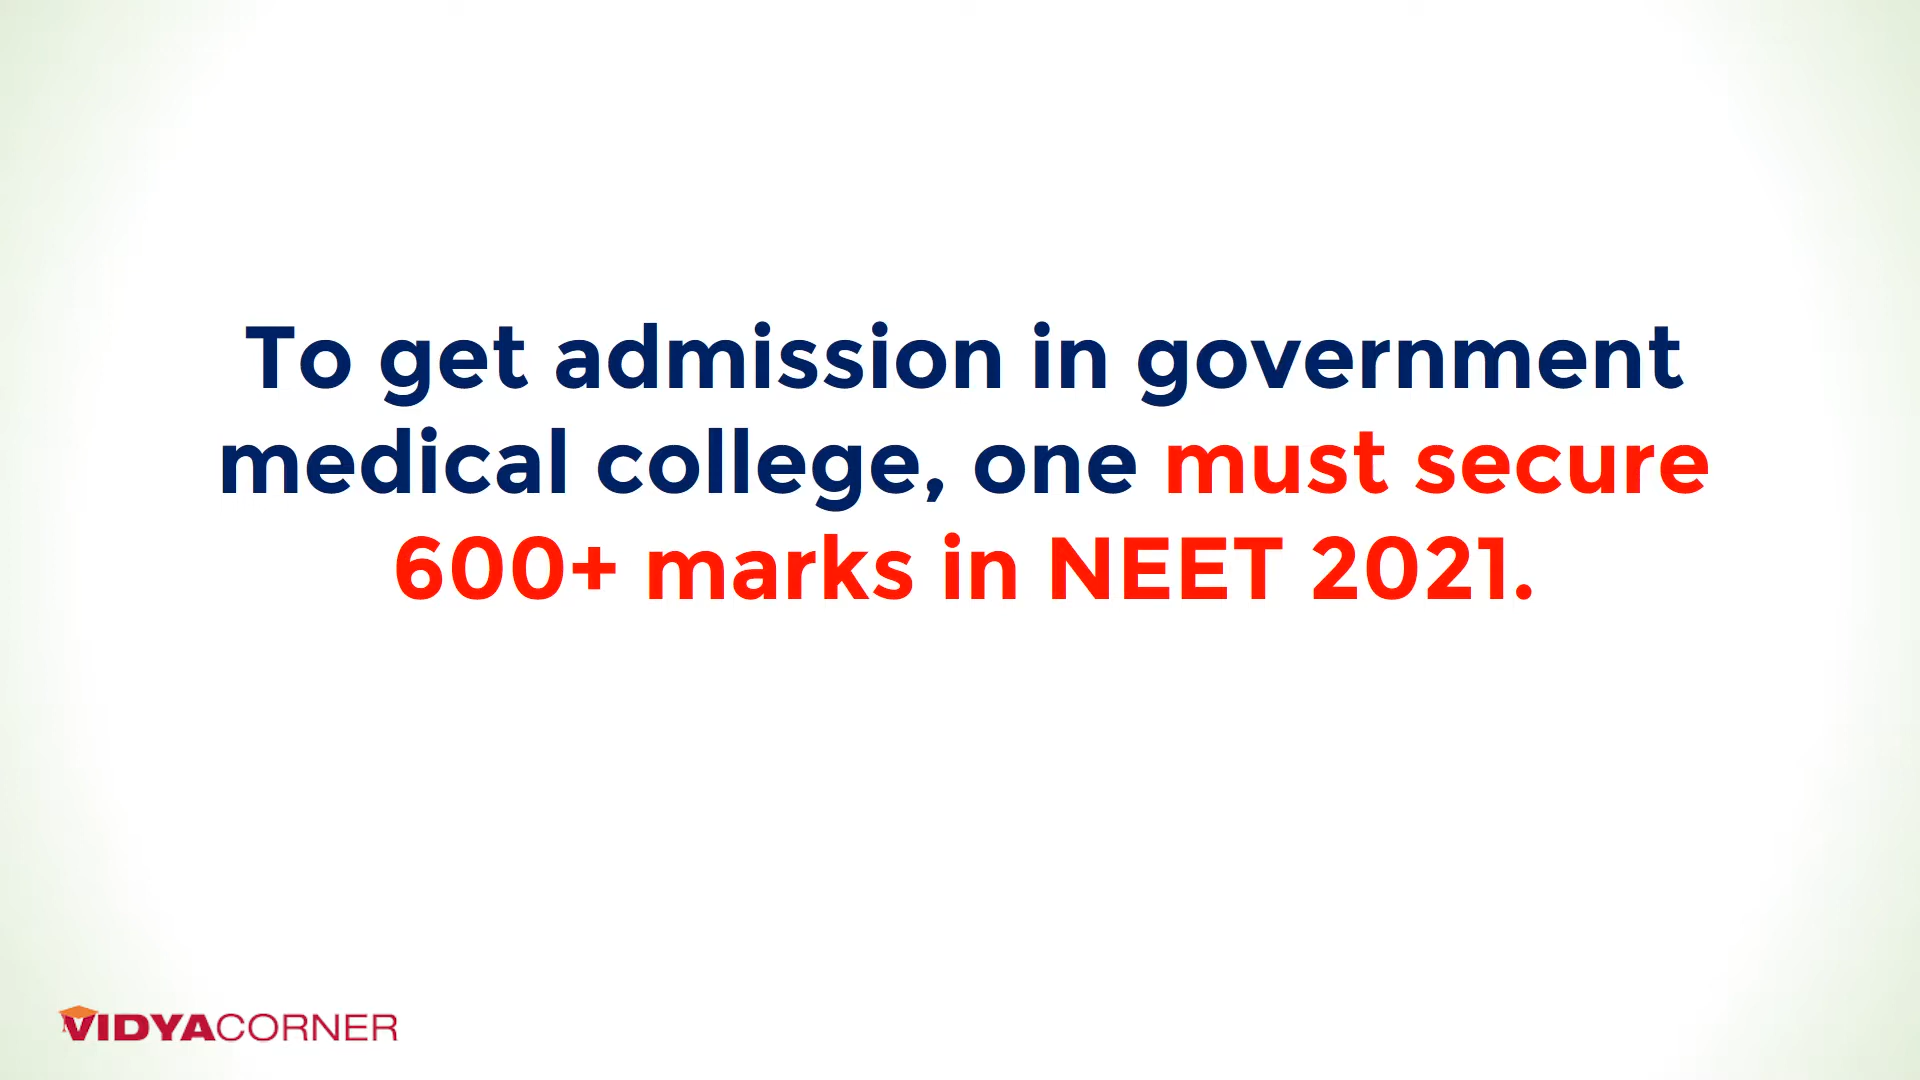 To get admission in government
medical college, one must secure
600+ marks in NEET 2021.
VIDYACORNER